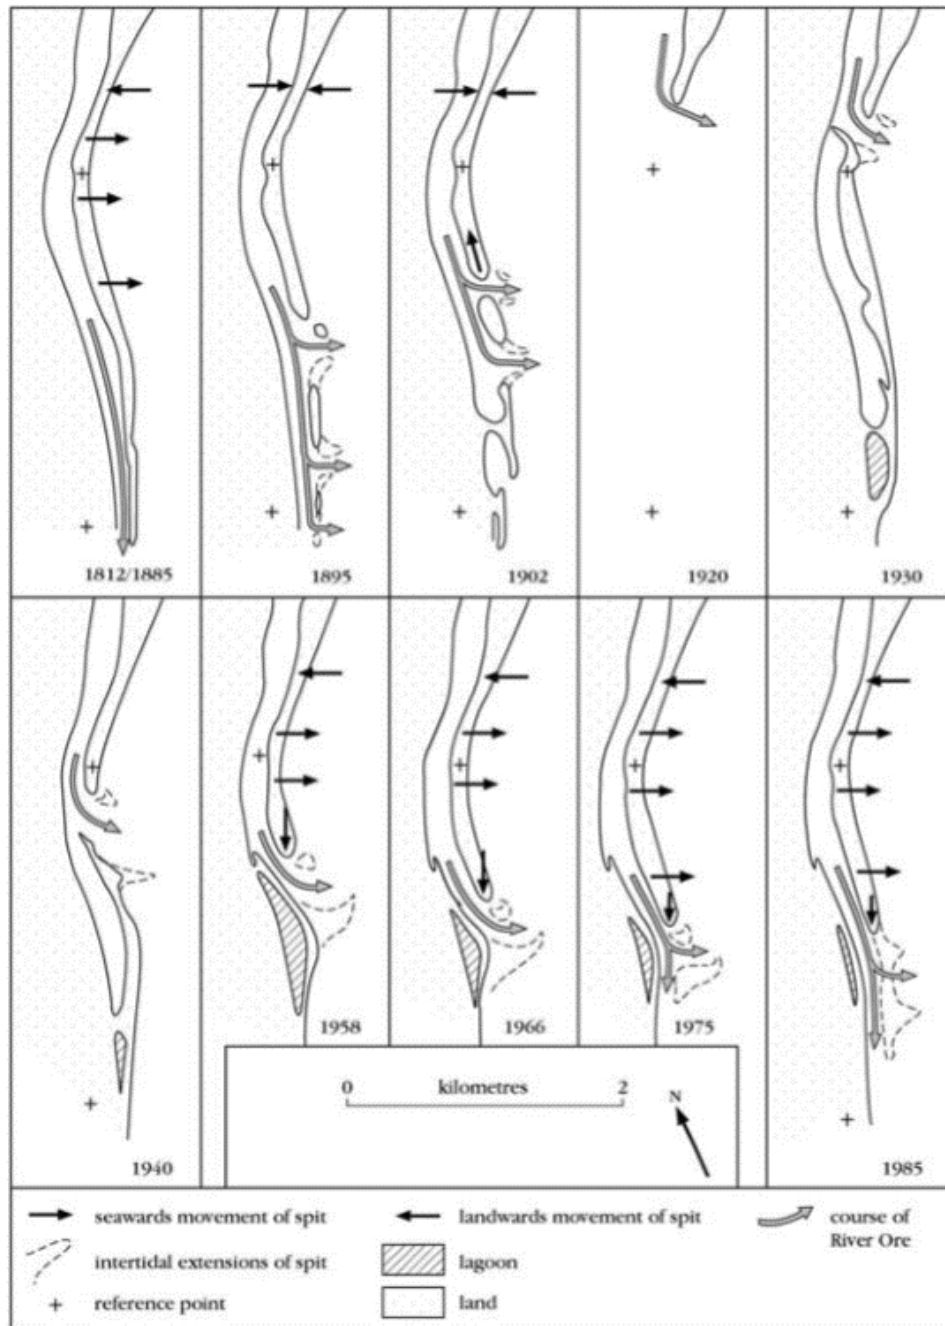 1812/1885
1895
1902
1920
1930
1940
1958
1966
1975
1985
0 kilometres 2
N
seawards movement of spit
landwards movement of spit
course of
River Ore
intertidal extensions of spit
lagoon
reference point
land